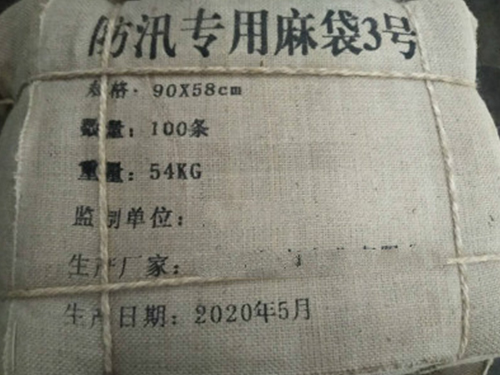 防汛专用麻袋3号
规格: 90X58cm
数量: 100条
重量: 54KG
监制单位:
生产厂家:
生产日期: 2020年5月